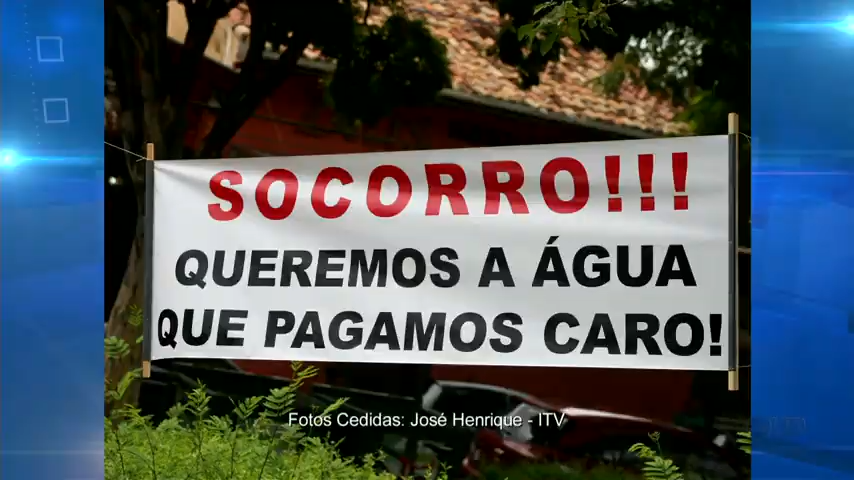 SOCORRO!!!
QUEREMOS A ÁGUA
QUE PAGAMOS CARO!
Fotos Cedidas: José Henrique - ITV